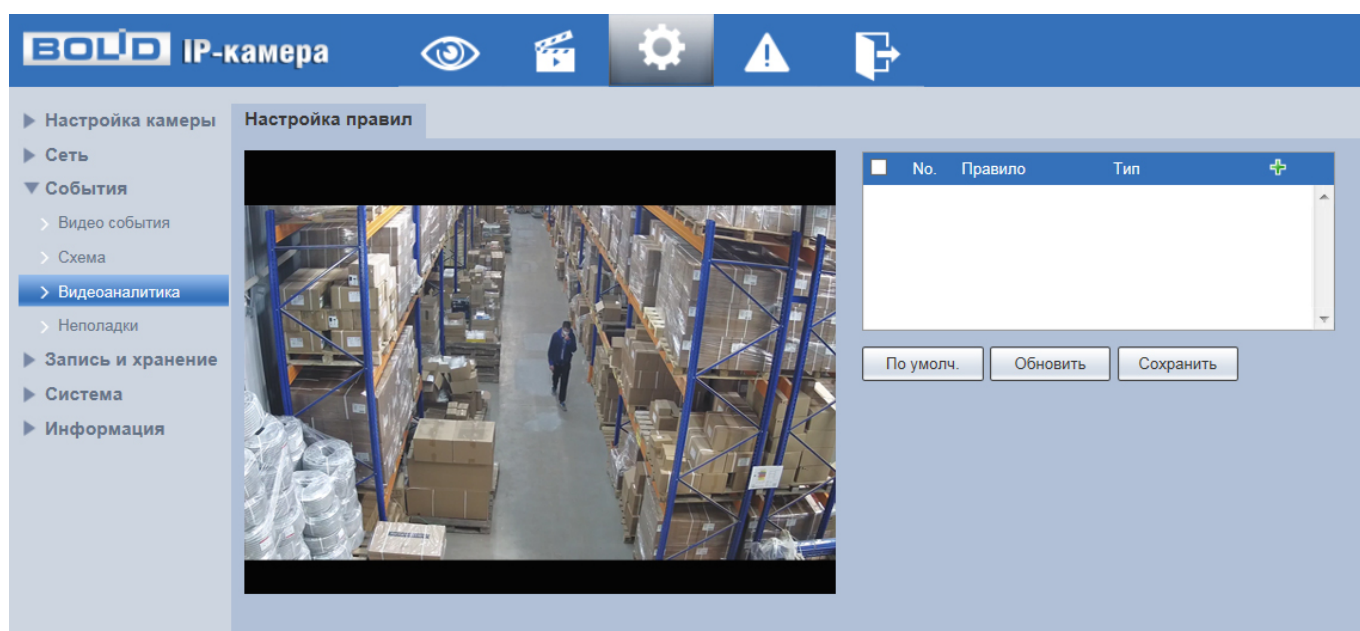 BOLID IP-камера
Настройка камеры
Сеть
События
Видео события
Схема
Видеоаналитика
Неполадки
Запись и хранение
Система
Информация
Настройка правил
No. Правило Тип
По умолч. Обновить Сохранить